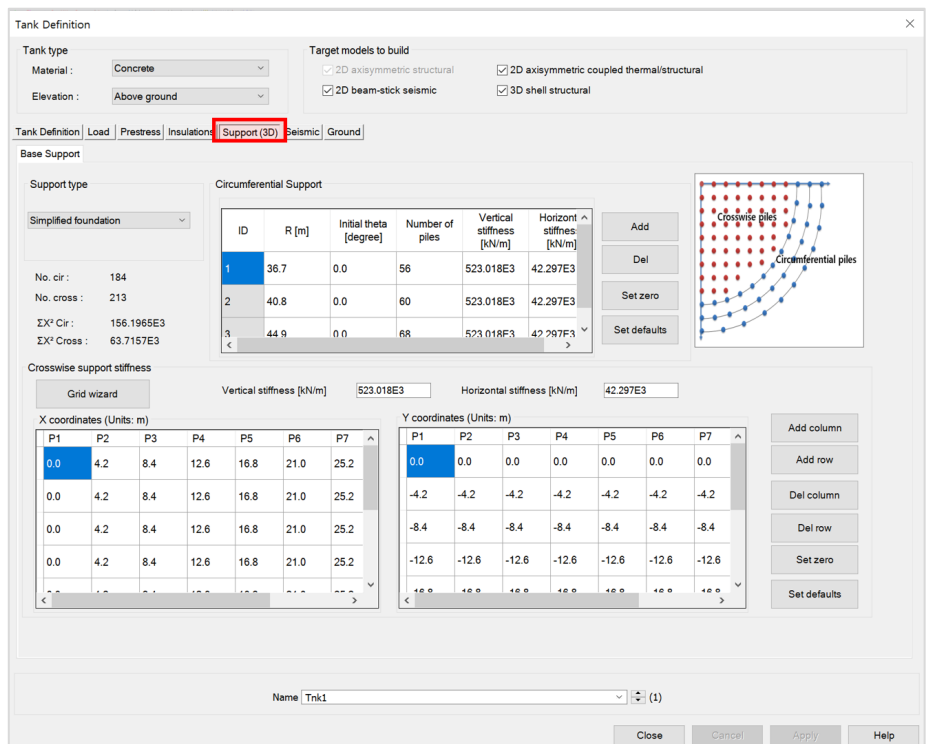 Tank Definition
Tank type
Material : Concrete
Elevation : Above ground
Target models to build
2D axisymmetric structural
2D axisymmetric coupled thermal/structural
2D beam-stick seismic
3D shell structural
Tank Definition Load Prestress Insulations Support (3D) Seismic Ground
Base Support
Support type
Simplified foundation
No. cir : 184
No. cross : 213
ΣX² Cir : 156.1965E3
ΣX² Cross : 63.7157E3
Circumferential Support
ID R [m] Initial theta [degree] Number of piles Vertical stiffness [kN/m] Horizont stiffnes [kN/m]
1 36.7 0.0 56 523.018E3 42.297E3
2 40.8 0.0 60 523.018E3 42.297E3
3 44.9 0.0 68 523.018E3 42.297E3
Add
Del
Set zero
Set defaults
Crosswise piles
Circumferential piles
Crosswise support stiffness
Grid wizard
Vertical stiffness [kN/m] 523.018E3
Horizontal stiffness [kN/m] 42.297E3
X coordinates (Units: m)
P1 P2 P3 P4 P5 P6 P7
0.0 4.2 8.4 12.6 16.8 21.0 25.2
0.0 4.2 8.4 12.6 16.8 21.0 25.2
0.0 4.2 8.4 12.6 16.8 21.0 25.2
0.0 4.2 8.4 12.6 16.8 21.0 25.2
Y coordinates (Units: m)
P1 P2 P3 P4 P5 P6 P7
0.0 0.0 0.0 0.0 0.0 0.0 0.0
-4.2 -4.2 -4.2 -4.2 -4.2 -4.2 -4.2
-8.4 -8.4 -8.4 -8.4 -8.4 -8.4 -8.4
-12.6 -12.6 -12.6 -12.6 -12.6 -12.6 -12.6
Add column
Add row
Del column
Del row
Set zero
Set defaults
Name Tnk1 (1)
Close Cancel Apply Help